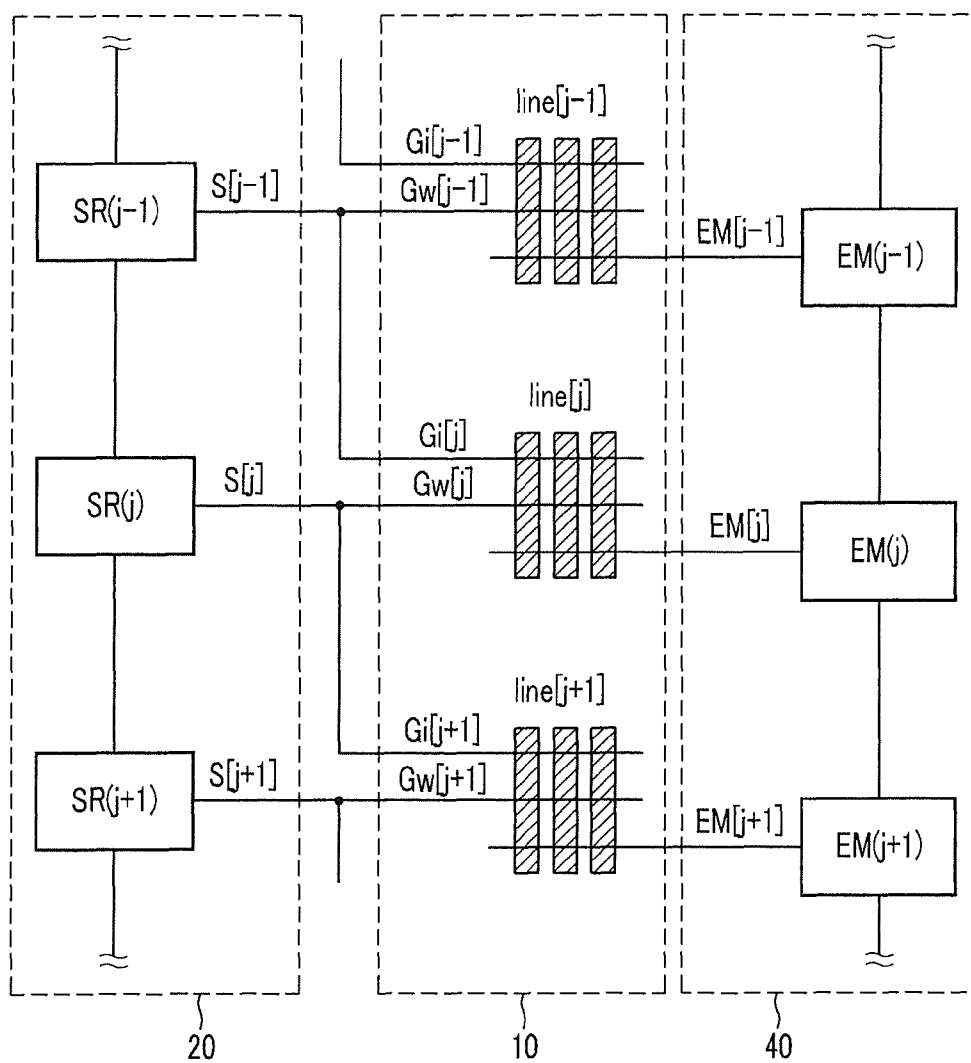 line[j-1]
Gi[j-1]
S[j-1]
Gw[j-1]
SR(j-1)
EM[j-1]
EM(j-1)
line[j]
Gi[j]
S[j]
Gw[j]
SR(j)
EM[j]
EM(j)
line[j+1]
Gi[j+1]
S[j+1]
Gw[j+1]
SR(j+1)
EM[j+1]
EM(j+1)
20
10
40